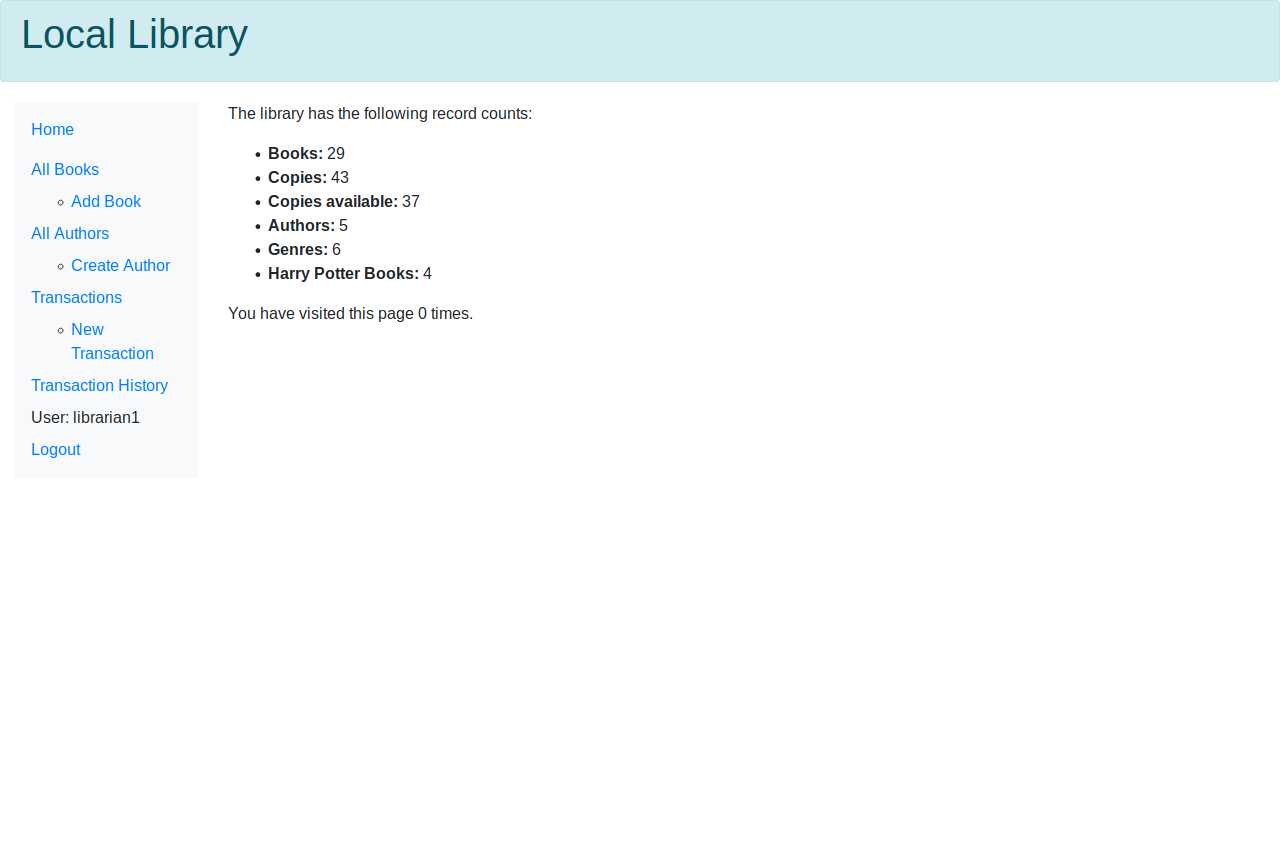 Local Library
Home
All Books
Add Book
All Authors
Create Author
Transactions
New
Transaction
Transaction History
User: librarian1
Logout
The library has the following record counts:
Books: 29
Copies: 43
Copies available: 37
Authors: 5
Genres: 6
Harry Potter Books: 4
You have visited this page 0 times.